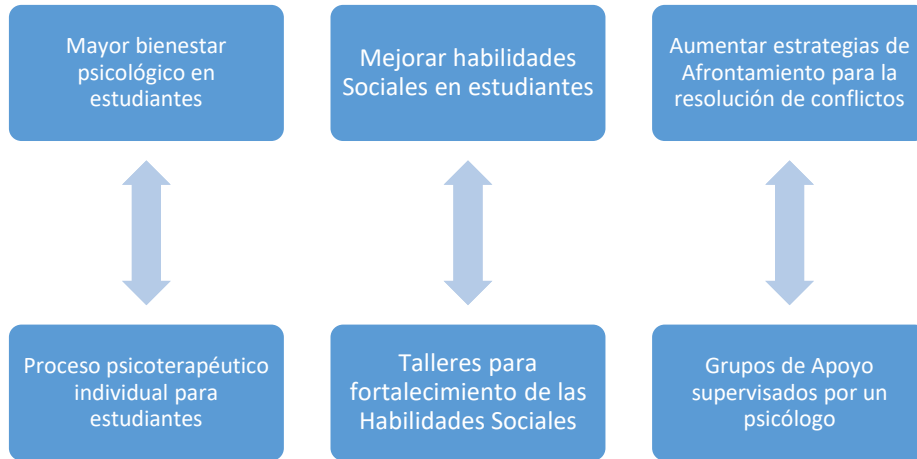 Mayor bienestar
psicológico en
estudiantes
Mejorar habilidades
Sociales en estudiantes
Aumentar estrategias de
Afrontamiento para la
resolución de conflictos
Proceso psicoterapéutico
individual para
estudiantes
Talleres para
fortalecimiento de las
Habilidades Sociales
Grupos de Apoyo
supervisados por un
psicólogo